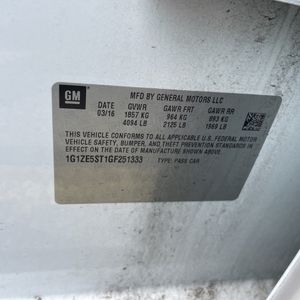 GM
MFD BY GENERAL MOTORS LLC
DATE GVWR GAWR FRT GAWR RR
03/16 1857 KG 964 KG 893 KG
4094 LB 2125 LB 1969 LB
THIS VEHICLE CONFORMS TO ALL APPLICABLE U.S. FEDERAL MOTOR
VEHICLE SAFETY, BUMPER, AND THEFT PREVENTION STANDARDS IN
EFFECT ON THE DATE OF MANUFACTURE SHOWN ABOVE.
1G1ZE5ST1GF251333 TYPE: PASS CAR